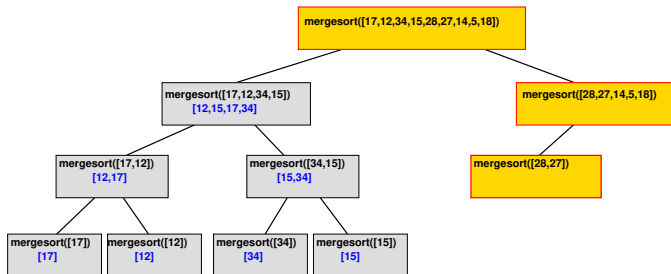 mergesort([17,12,34,15,28,27,14,5,18])
mergesort([17,12,34,15])
[12,15,17,34]
mergesort([28,27,14,5,18])
mergesort([17,12])
[12,17]
mergesort([34,15])
[15,34]
mergesort([28,27])
mergesort([17])
[17]
mergesort([12])
[12]
mergesort([34])
[34]
mergesort([15])
[15]